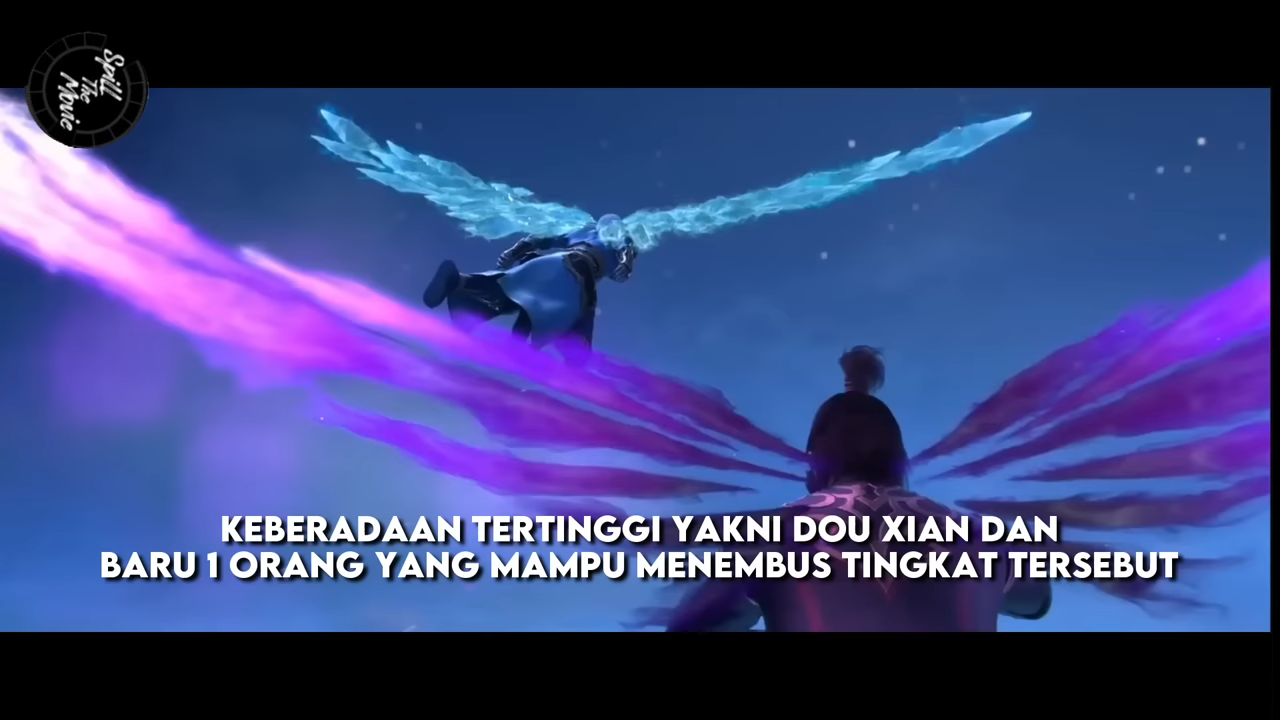 Spill
The
Movie
KEBERADAAN TERTINGGI YAKNI DOU XIAN DAN
BARU 1 ORANG YANG MAMPU MENEMBUS TINGKAT TERSEBUT